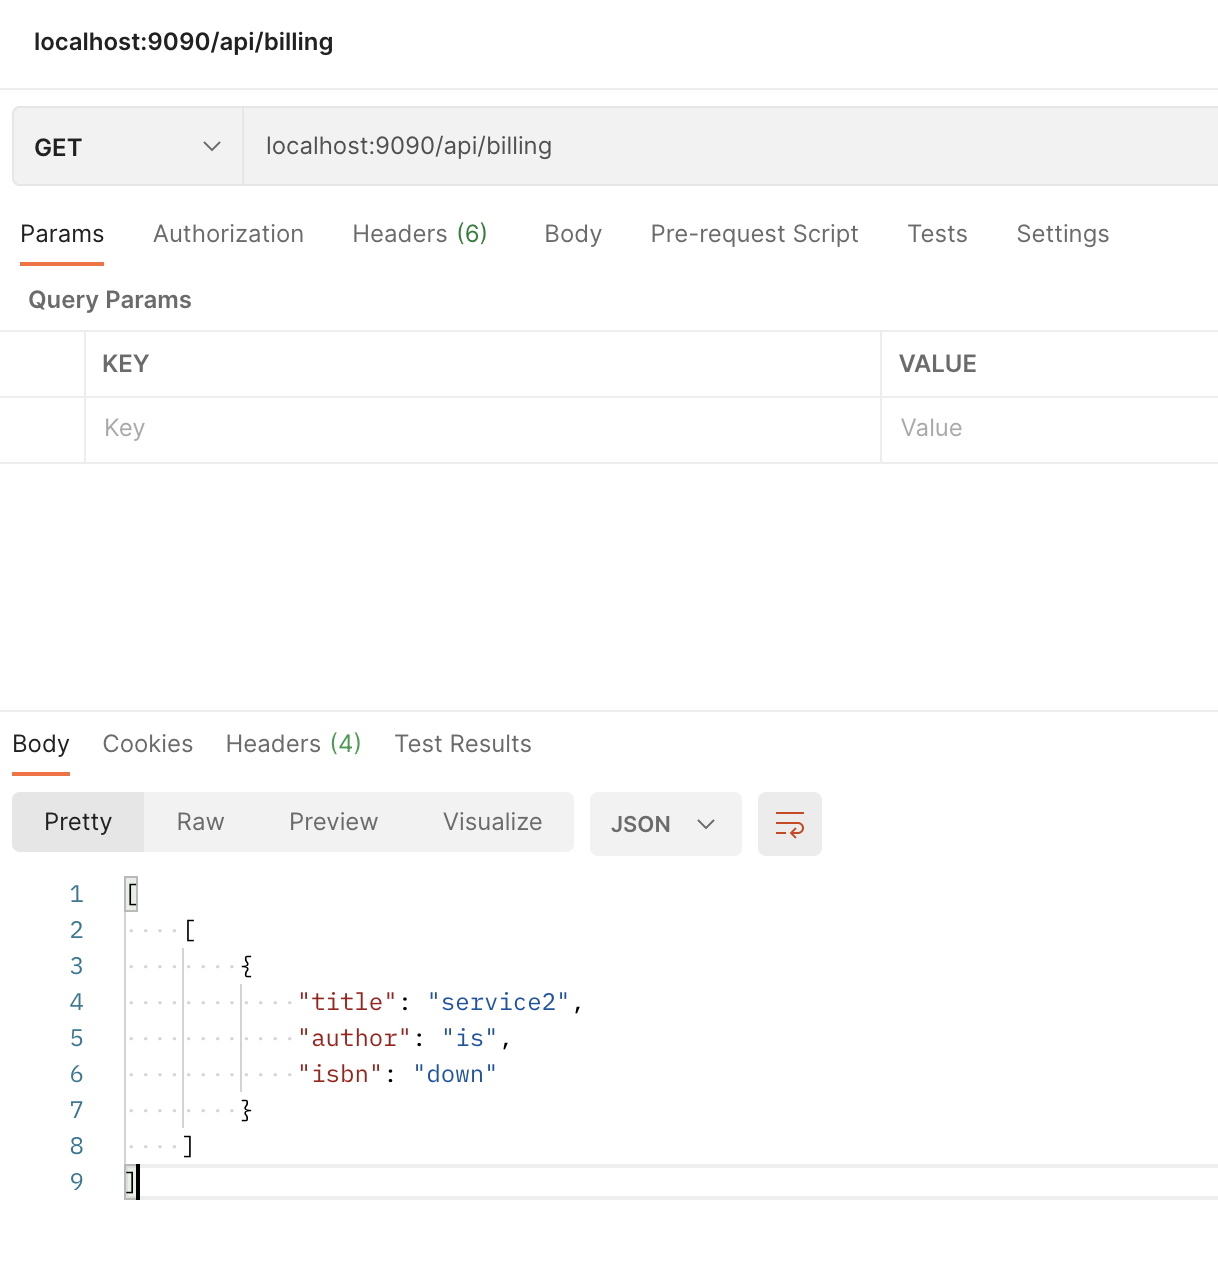 localhost:9090/api/billing
GET localhost:9090/api/billing
Params Authorization Headers (6) Body Pre-request Script Tests Settings
Query Params
KEY VALUE
Key Value
Body Cookies Headers (4) Test Results
Pretty Raw Preview Visualize JSON
1 [
2 [
3 {
4 "title": "service2",
5 "author": "is",
6 "isbn": "down"
7 }
8 ]
9 ]